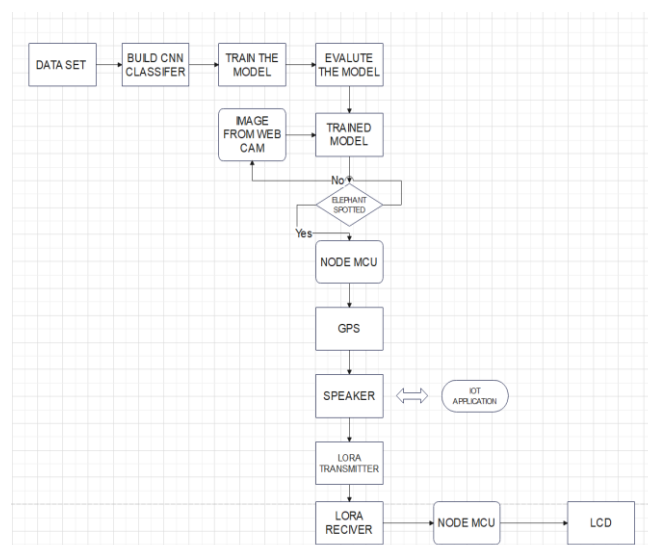 DATA SET
BUILD CNN
CLASSIFER
TRAIN THE
MODEL
EVALUTE
THE MODEL
IMAGE
FROM WEB
CAM
TRAINED
MODEL
No
ELEPHANT
SPOTTED
Yes
NODE MCU
GPS
SPEAKER
IOT
APPLICATION
LORA
TRANSMITTER
LORA
RECIVER
NODE MCU
LCD